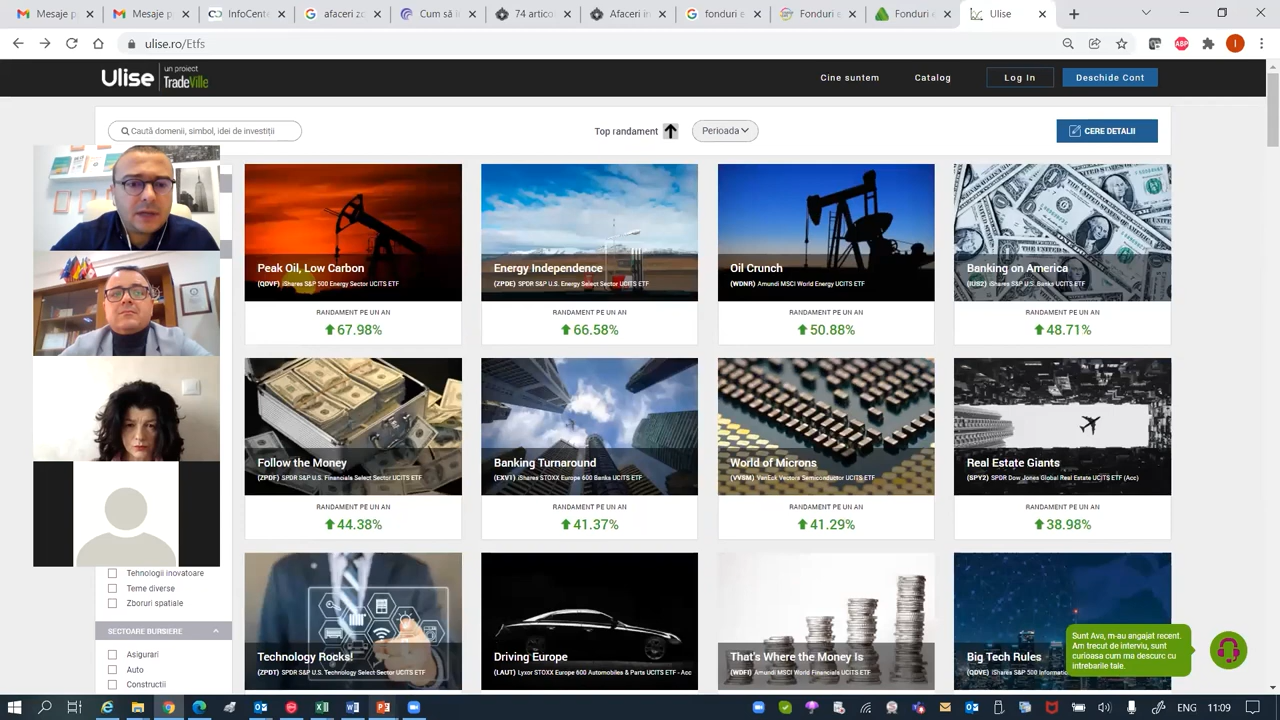 Mesaje p
Mesaje p
InfoCente
afaceri z
Cum să î
74 artico
Afaceri în
fonduri e
Fonduri e
Fonduri
Ulise
ulise.ro/Etfs
ABP
I
Ulise
un proiect
TradeVille
Cine suntem
Catalog
Log In
Deschide Cont
Caută domenii, simbol, idei de investiții
Top randament
Perioada
CERE DETALII
Peak Oil, Low Carbon
(QDVF) iShares S&P 500 Energy Sector UCITS ETF
RANDAMENT PE UN AN
67.98%
Energy Independence
(ZPDE) SPDR S&P U.S. Energy Select Sector UCITS ETF
RANDAMENT PE UN AN
66.58%
Oil Crunch
(WDNR) Amundi MSCI World Energy UCITS ETF
RANDAMENT PE UN AN
50.88%
Banking on America
(IUS2) iShares S&P U.S. Banks UCITS ETF
RANDAMENT PE UN AN
48.71%
Follow the Money
(ZPDF) SPDR S&P U.S. Financials Select Sector UCITS ETF
RANDAMENT PE UN AN
44.38%
Banking Turnaround
(EXV1) iShares STOXX Europe 600 Banks UCITS ETF
RANDAMENT PE UN AN
41.37%
World of Microns
(VVSM) VanEck Vectors Semiconductor UCITS ETF
RANDAMENT PE UN AN
41.29%
Real Estate Giants
(SPY2) SPDR Dow Jones Global Real Estate UCITS ETF (Acc)
RANDAMENT PE UN AN
38.98%
Tehnologii inovatoare
Teme diverse
Zboruri spatiale
SECTOARE BURSIERE
Asigurari
Auto
Constructii
Technology Rocks!
(ZPDT) SPDR S&P U.S. Technology Select Sector UCITS ETF
Driving Europe
(LAUT) Lyxor STOXX Europe 600 Automobiles & Parts UCITS ETF - Acc
That's Where the Money Is
(WDFI) Amundi MSCI World Financials UCITS ETF
Big Tech Rules
(QDVE) iShares S&P 500 Informatic
Sunt Ava, m-au angajat recent.
Am trecut de interviu, sunt
curioasa cum ma descurc cu
intrebarile tale.
ENG
11:09